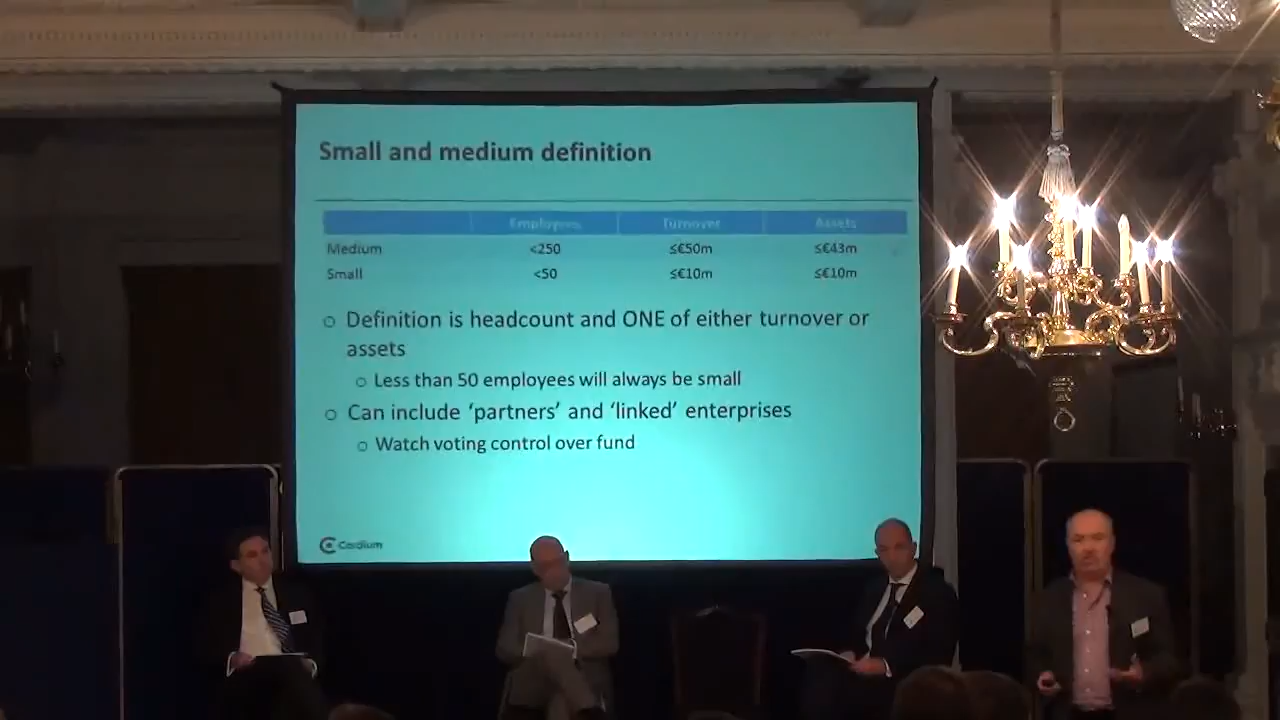 Small and medium definition
Employees Turnover Assets
Medium <250 ≤€50m ≤€43m
Small <50 ≤€10m ≤€10m
Definition is headcount and ONE of either turnover or
assets
Less than 50 employees will always be small
Can include ‘partners’ and ‘linked’ enterprises
Watch voting control over fund
Cordium